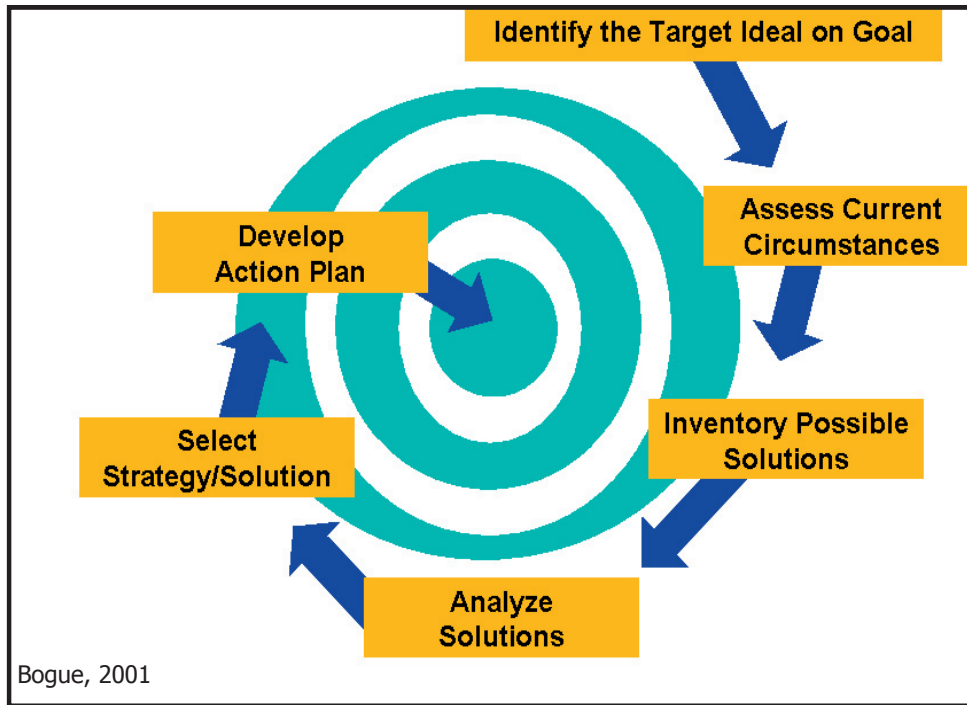 Identify the Target Ideal on Goal
Assess Current
Circumstances
Inventory Possible
Solutions
Analyze
Solutions
Select
Strategy/Solution
Develop
Action Plan
Bogue, 2001